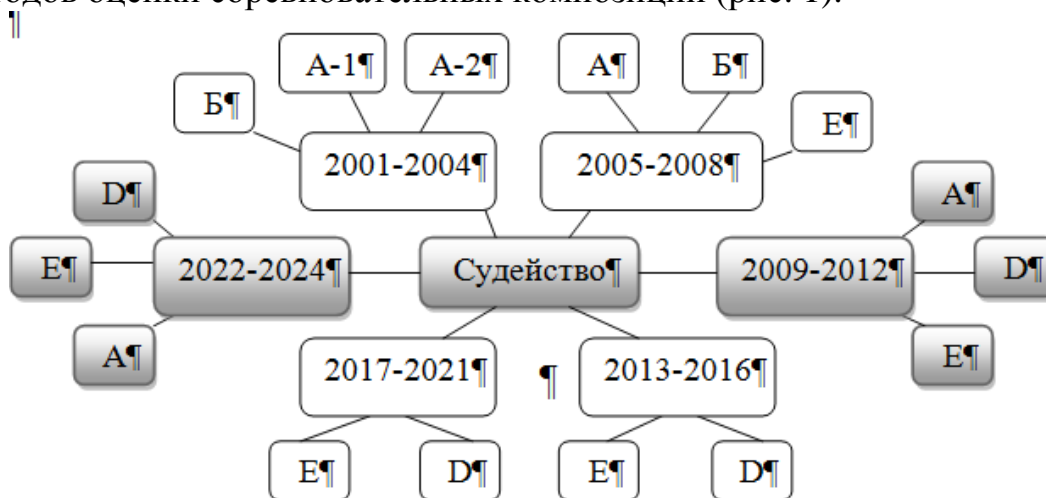 одов оценки соревновательных композиций (рис. 1).
¶
А-1¶ А-2¶ А¶ Б¶
Б¶ Е¶
2001-2004¶ 2005-2008¶
D¶ А¶
Е¶ 2022-2024¶ Судейство¶ 2009-2012¶ D¶
А¶ Е¶
2017-2021¶ ¶ 2013-2016¶
Е¶ D¶ Е¶ D¶